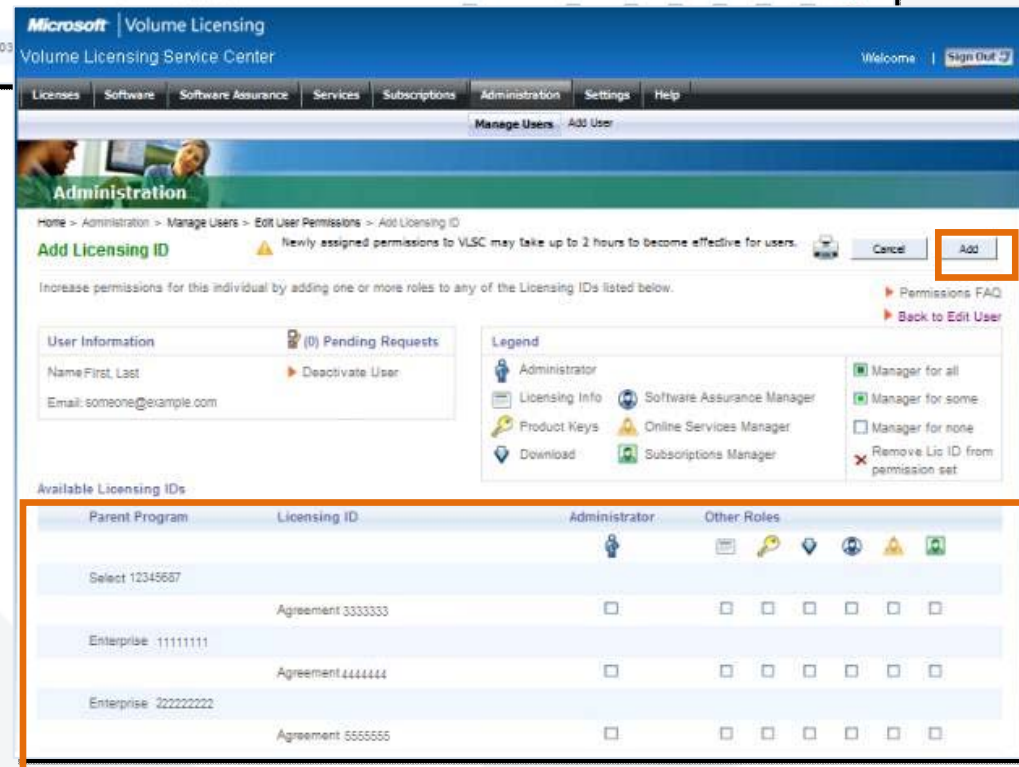 03
Microsoft | Volume Licensing
Volume Licensing Service Center
Welcome | Sign Out
Licenses Software Software Assurance Services Subscriptions Administration Settings Help
Manage Users Add User
Administration
Home > Administration > Manage Users > Edit User Permissions > Add Licensing ID
Add Licensing ID
Newly assigned permissions to VLSC may take up to 2 hours to become effective for users.
Cancel Add
Increase permissions for this individual by adding one or more roles to any of the Licensing IDs listed below.
Permissions FAQ
Back to Edit User
User Information (0) Pending Requests
Name First, Last Deactivate User
Email: someone@example.com
Legend
Administrator Manager for all
Licensing Info Software Assurance Manager Manager for some
Product Keys Online Services Manager Manager for none
Download Subscriptions Manager Remove Lic ID from
permission set
Available Licensing IDs
Parent Program Licensing ID Administrator Other Roles
Select 12345687
Agreement 3333333
Enterprise 11111111
Agreement 4444444
Enterprise 222222222
Agreement 5555555